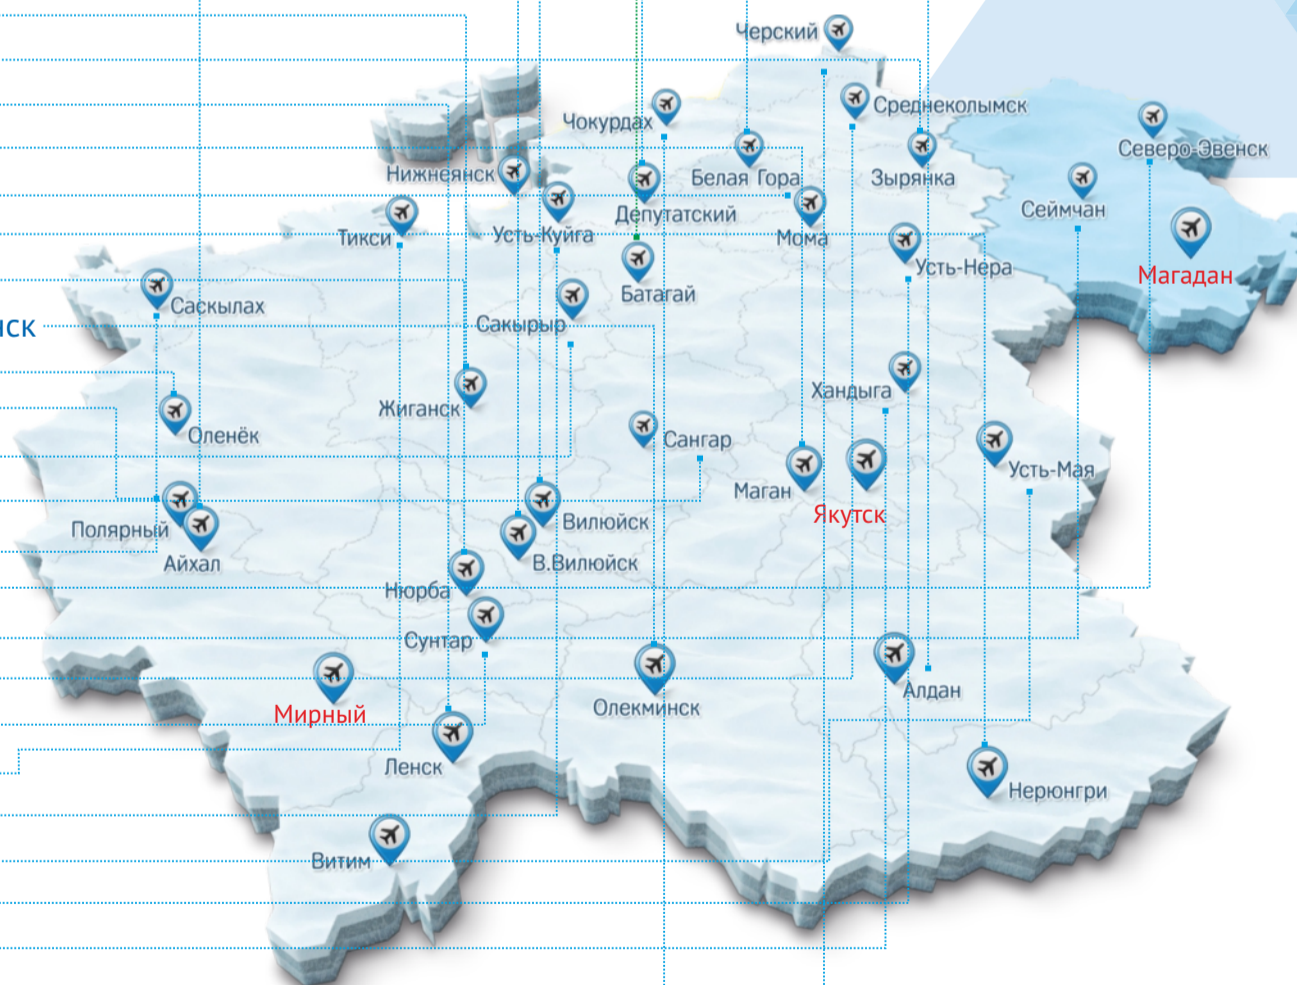 Черский
Среднеколымск
Чокурдах
Северо-Эвенск
Нижнеянск
Белая Гора
Зырянка
Депутатский
Сеймчан
Тикси
Усть-Куйга
Мома
Усть-Нера
Магадан
Батагай
Саскылах
Сакырыр
нск
Хандыга
Жиганск
Оленёк
Сангар
Усть-Мая
Маган
Якутск
Вилюйск
Полярный
Айхал
В.Вилюйск
Нюрба
Сунтар
Алдан
Олекминск
Мирный
Ленск
Нерюнгри
Витим